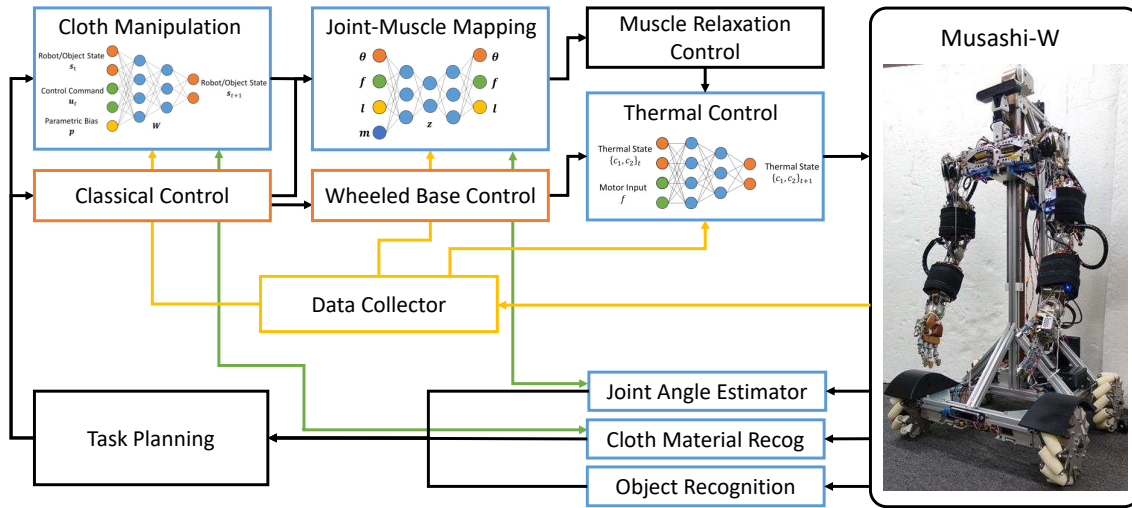 Cloth Manipulation
Robot/Object State
s_t
Control Command
u_t
Parametric Bias
p
W
Robot/Object State
s_{t+1}
Joint-Muscle Mapping
θ
f
l
m
z
θ
f
l
Muscle Relaxation
Control
Thermal Control
Thermal State
{c_1, c_2}_t
Motor Input
f
Thermal State
{c_1, c_2}_{t+1}
Musashi-W
Classical Control
Wheeled Base Control
Data Collector
Joint Angle Estimator
Task Planning
Cloth Material Recog
Object Recognition